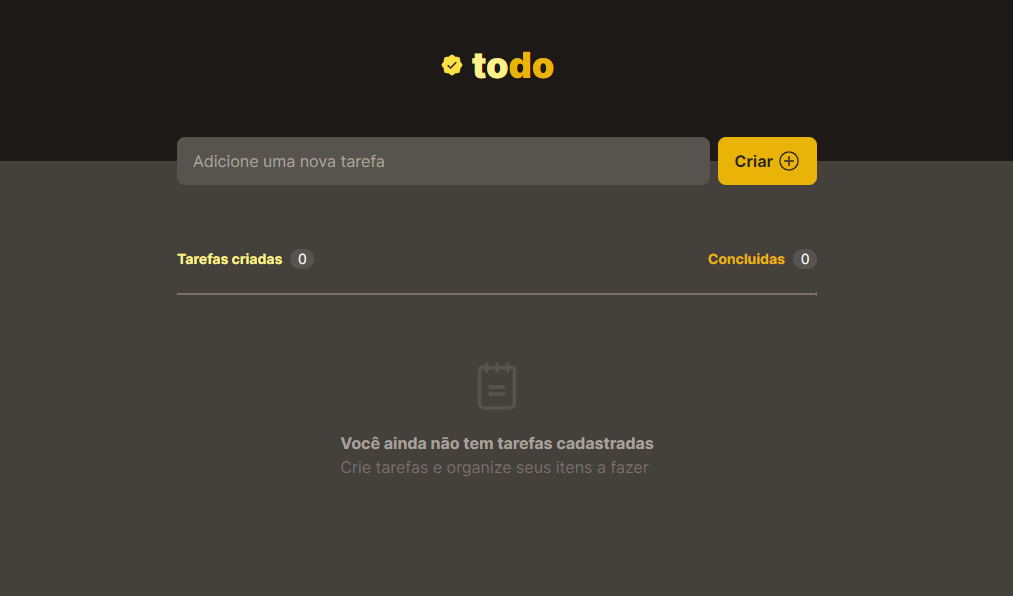 todo
Adicione uma nova tarefa
Criar
Tarefas criadas 0
Concluidas 0
Você ainda não tem tarefas cadastradas
Crie tarefas e organize seus itens a fazer